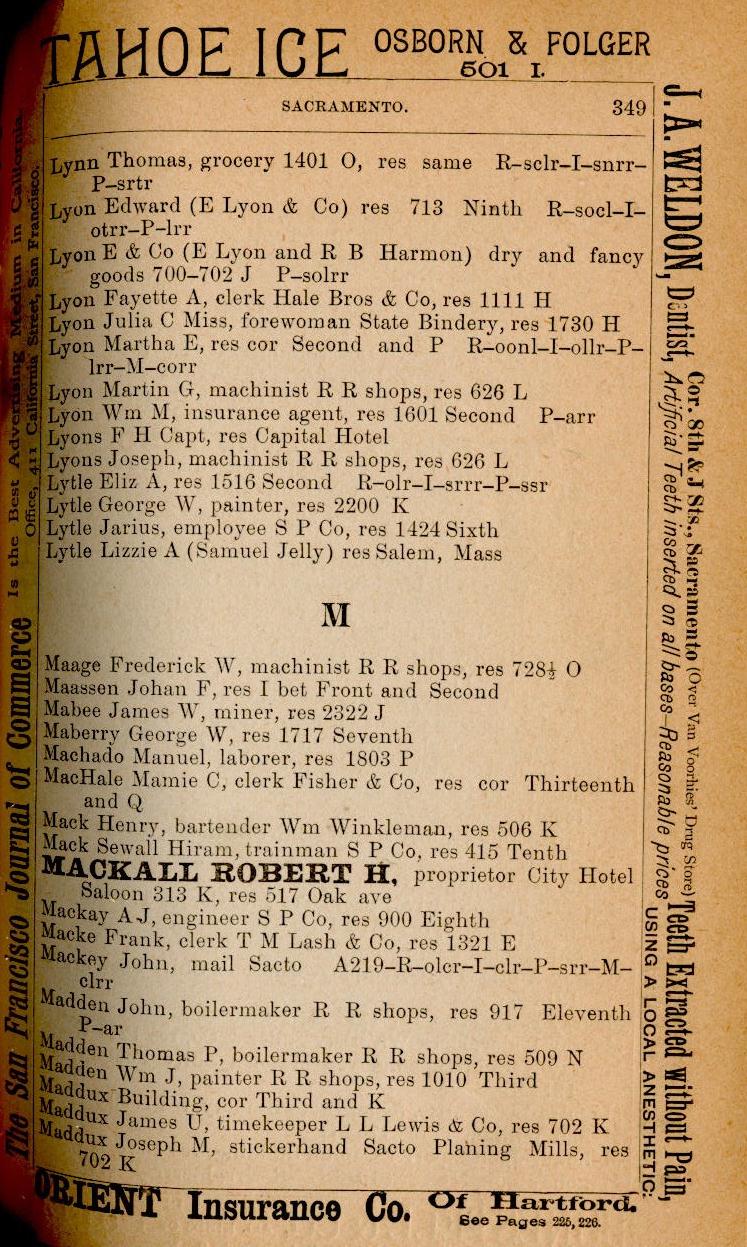 TAHOE ICE OSBORN & FOLGER
501 I.
SACRAMENTO. 349
Lynn Thomas, grocery 1401 O, res same R-sclr-I-snrr-
P-srtr
Lyon Edward (E Lyon & Co) res 713 Ninth R-socl-I-
otrr-P-lrr
Lyon E & Co (E Lyon and R B Harmon) dry and fancy
goods 700-702 J P-solrr
Lyon Fayette A, clerk Hale Bros & Co, res 1111 H
Lyon Julia C Miss, forewoman State Bindery, res 1730 H
Lyon Martha E, res cor Second and P R-oonl-I-ollr-P-
lrr-M-corr
Lyon Martin G, machinist R R shops, res 626 L
Lyon Wm M, insurance agent, res 1601 Second P-arr
Lyons F H Capt, res Capital Hotel
Lyons Joseph, machinist R R shops, res 626 L
Lytle Eliz A, res 1516 Second R-olr-I-srrr-P-ssr
Lytle George W, painter, res 2200 K
Lytle Jarius, employee S P Co, res 1424 Sixth
Lytle Lizzie A (Samuel Jelly) res Salem, Mass
M
Maage Frederick W, machinist R R shops, res 728½ O
Maassen Johan F, res I bet Front and Second
Mabee James W, miner, res 2322 J
Maberry George W, res 1717 Seventh
Machado Manuel, laborer, res 1803 P
MacHale Mamie C, clerk Fisher & Co, res cor Thirteenth
and Q
Mack Henry, bartender Wm Winkleman, res 506 K
Mack Sewall Hiram, trainman S P Co, res 415 Tenth
MACKALL ROBERT H, proprietor City Hotel
Saloon 313 K, res 517 Oak ave
Mackay A J, engineer S P Co, res 900 Eighth
Macke Frank, clerk T M Lash & Co, res 1321 E
Mackey John, mail Sacto A219-R-olcr-I-clr-P-srr-M-
clrr
Madden John, boilermaker R R shops, res 917 Eleventh
P-ar
Madden Thomas P, boilermaker R R shops, res 509 N
Madden Wm J, painter R R shops, res 1010 Third
Maddux Building, cor Third and K
Maddux James U, timekeeper L L Lewis & Co, res 702 K
Maddux Joseph M, stickerhand Sacto Planing Mills, res
702 K
ORIENT Insurance Co. Of Hartford.
See Pages 225, 226.
The San Francisco Journal of Commerce Is the Best Advertising Medium in California.
Office, 411 California Street, San Francisco.
J. A. WELDON, Dentist, Cor. 8th & J Sts., Sacramento (Over Van Voorhies' Drug Store)
Artificial Teeth inserted on all bases—Reasonable prices
Teeth Extracted without Pain,
USING A LOCAL ANESTHETIC.